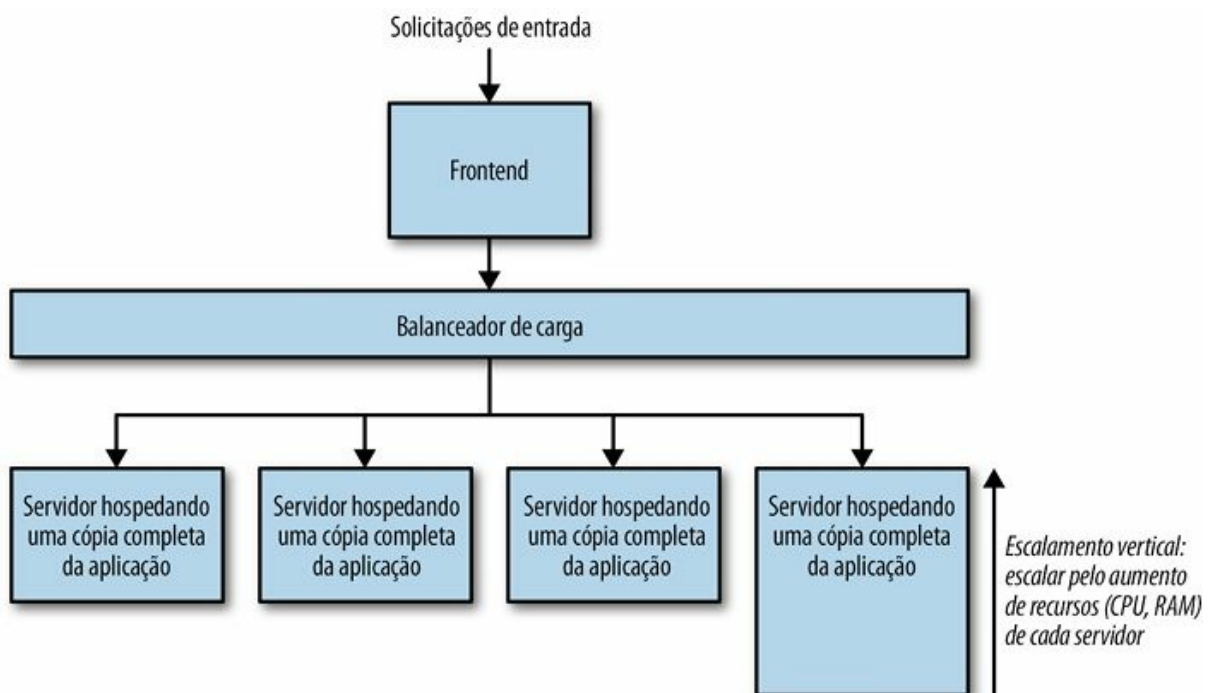 Solicitações de entrada
Frontend
Balanceador de carga
Servidor hospedando
uma cópia completa
da aplicação
Servidor hospedando
uma cópia completa
da aplicação
Servidor hospedando
uma cópia completa
da aplicação
Servidor hospedando
uma cópia completa
da aplicação
Escalamento vertical:
escalar pelo aumento
de recursos (CPU, RAM)
de cada servidor